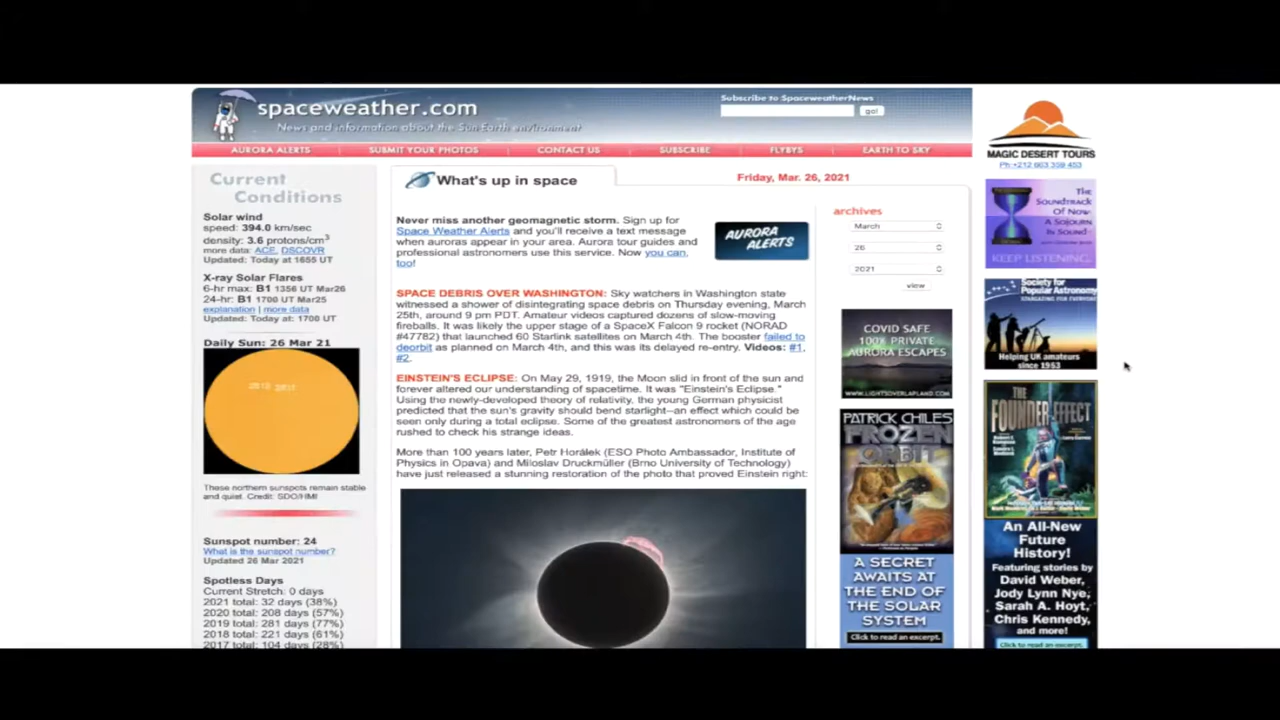 spaceweather.com
News and information about the Sun Earth environment
Subscribe to SpaceweatherNews
go!
AURORA ALERTS
SUBMIT YOUR PHOTOS
CONTACT US
SUBSCRIBE
FLYBYS
EARTH TO SKY
Current
Conditions
Solar wind
speed: 394.0 km/sec
density: 3.6 protons/cm3
more data: ACE, DSCOVR
Updated: Today at 1655 UT
X-ray Solar Flares
6-hr max: B1 1356 UT Mar26
24-hr: B1 1700 UT Mar25
explanation | more data
Updated: Today at: 1700 UT
Daily Sun: 26 Mar 21
These northern sunspots remain stable
and quiet. Credit: SDO/HMI
Sunspot number: 24
What is the sunspot number?
Updated 26 Mar 2021
Spotless Days
Current Stretch: 0 days
2021 total: 32 days (38%)
2020 total: 208 days (57%)
2019 total: 281 days (77%)
2018 total: 221 days (61%)
2017 total: 104 days (28%)
What's up in space
Friday, Mar. 26, 2021
Never miss another geomagnetic storm. Sign up for
Space Weather Alerts and you'll receive a text message
when auroras appear in your area. Aurora tour guides and
professional astronomers use this service. Now you can,
too!
AURORA
ALERTS
SPACE DEBRIS OVER WASHINGTON: Sky watchers in Washington state
witnessed a shower of disintegrating space debris on Thursday evening, March
25th, around 9 pm PDT. Amateur videos captured dozens of slow-moving
fireballs. It was likely the upper stage of a SpaceX Falcon 9 rocket (NORAD
#47782) that launched 60 Starlink satellites on March 4th. The booster failed to
deorbit as planned on March 4th, and this was its delayed re-entry. Videos: #1,
#2.
EINSTEIN'S ECLIPSE: On May 29, 1919, the Moon slid in front of the sun and
forever altered our understanding of spacetime. It was "Einstein's Eclipse."
Using the newly-developed theory of relativity, the young German physicist
predicted that the sun's gravity should bend starlight--an effect which could be
seen only during a total eclipse. Some of the greatest astronomers of the age
rushed to check his strange ideas.
More than 100 years later, Petr Horálek (ESO Photo Ambassador, Institute of
Physics in Opava) and Miloslav Druckmüller (Brno University of Technology)
have just released a stunning restoration of the photo that proved Einstein right:
archives
March
26
2021
view
COVID SAFE
100% PRIVATE
AURORA ESCAPES
WWW.LIGHTSOVERLAPLAND.COM
PATRICK CHILES
FROZEN
ORBIT
A SECRET
AWAITS AT
THE END OF
THE SOLAR
SYSTEM
Click to read an excerpt.
MAGIC DESERT TOURS
Ph:+212 603 359 453
The
Soundtrack
Of Now
A Sojourn
in Sound
KEEP LISTENING.
Society for
Popular Astronomy
STARGAZING FOR EVERYONE
Helping UK amateurs
since 1953
THE
FOUNDER
EFFECT
An All-New
Future
History!
Featuring stories by
David Weber,
Jody Lynn Nye,
Sarah A. Hoyt,
Chris Kennedy,
and more!
Click to read an excerpt.